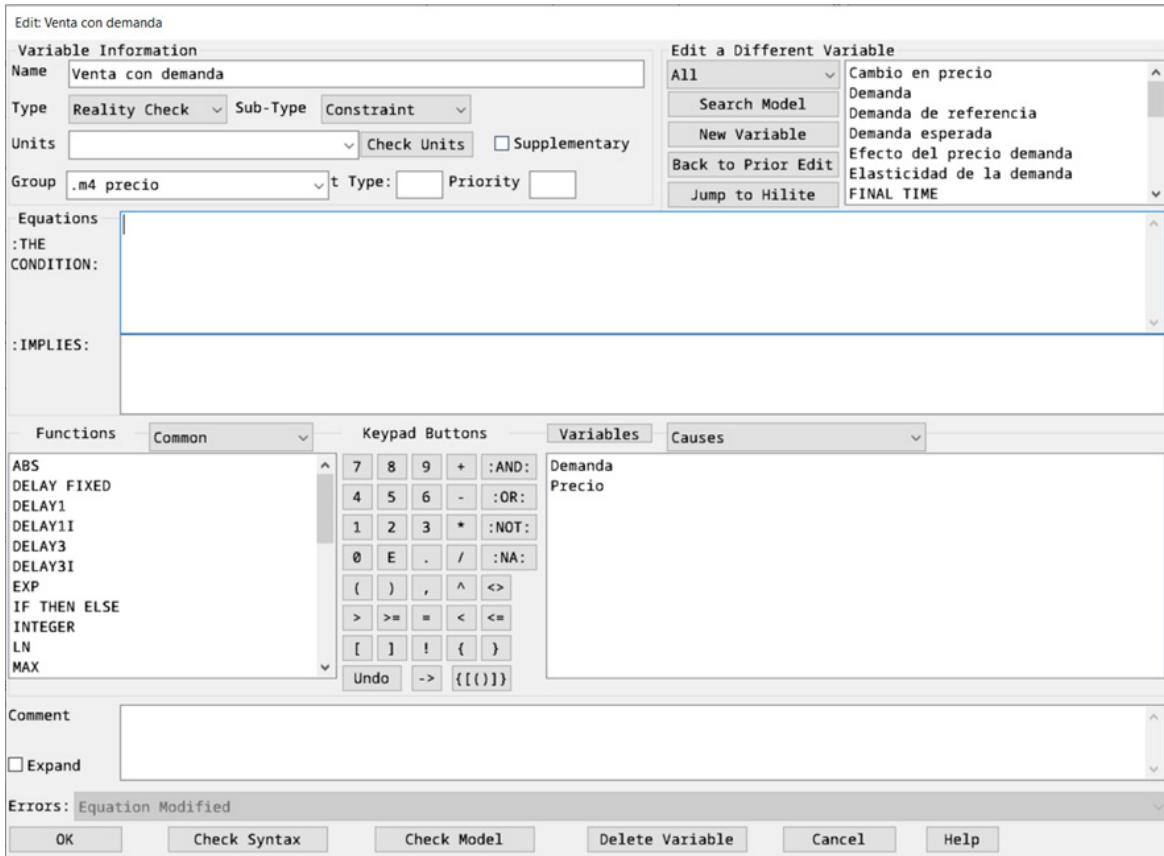 Edit: Venta con demanda
Variable Information
Name Venta con demanda
Type Reality Check Sub-Type Constraint
Units Check Units Supplementary
Group .m4 precio t Type: Priority
Edit a Different Variable
All
Search Model
New Variable
Back to Prior Edit
Jump to Hilite
Cambio en precio
Demanda
Demanda de referencia
Demanda esperada
Efecto del precio demanda
Elasticidad de la demanda
FINAL TIME
Equations
:THE
CONDITION:
:IMPLIES:
Functions Common
ABS
DELAY FIXED
DELAY1
DELAY1I
DELAY3
DELAY3I
EXP
IF THEN ELSE
INTEGER
LN
MAX
Keypad Buttons
7 8 9 + :AND:
4 5 6 - :OR:
1 2 3 * :NOT:
0 E . / :NA:
( ) , ^ <>
> >= = < <=
[ ] ! { }
Undo -> {[()]}
Variables Causes
Demanda
Precio
Comment
Expand
Errors: Equation Modified
OK Check Syntax Check Model Delete Variable Cancel Help